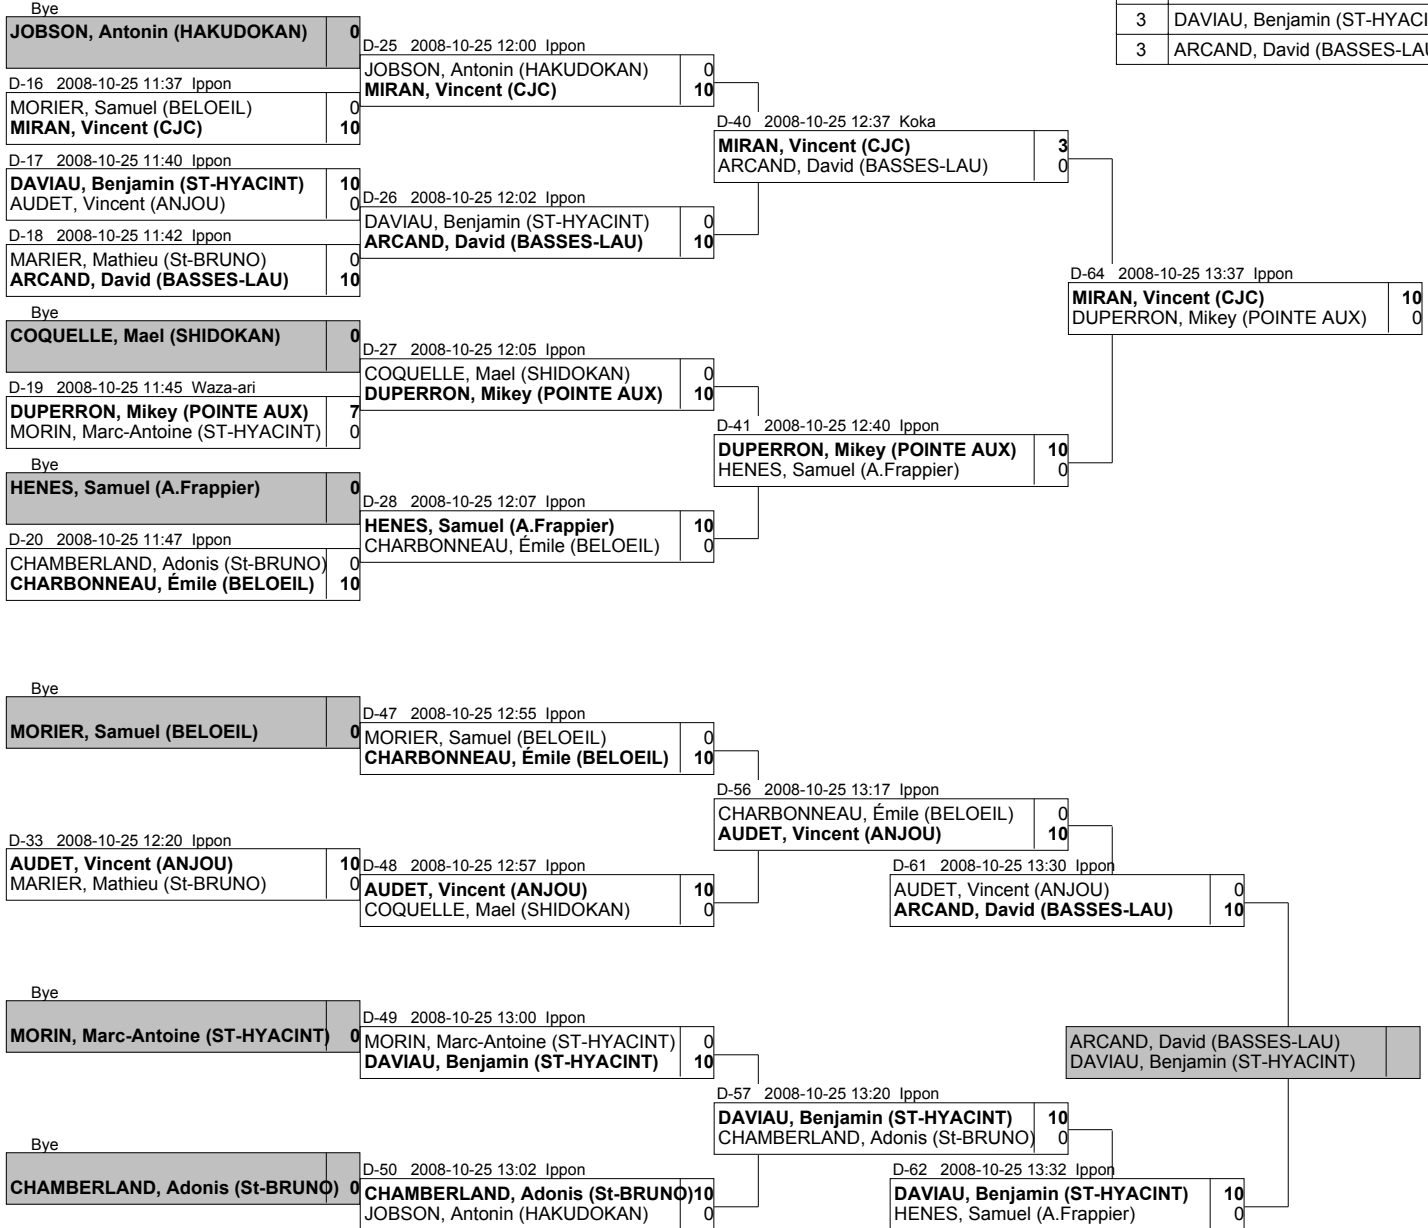 Bye
JOBSON, Antonin (HAKUDOKAN) 0
D-16 2008-10-25 11:37 Ippon
MORIER, Samuel (BELOEIL) 0
MIRAN, Vincent (CJC) 10
D-17 2008-10-25 11:40 Ippon
DAVIAU, Benjamin (ST-HYACINT) 10
AUDET, Vincent (ANJOU) 0
D-18 2008-10-25 11:42 Ippon
MARIER, Mathieu (St-BRUNO) 0
ARCAND, David (BASSES-LAU) 10
Bye
COQUELLE, Mael (SHIDOKAN) 0
D-19 2008-10-25 11:45 Waza-ari
DUPERRON, Mikey (POINTE AUX) 7
MORIN, Marc-Antoine (ST-HYACINT) 0
Bye
HENES, Samuel (A.Frappier) 0
D-20 2008-10-25 11:47 Ippon
CHAMBERLAND, Adonis (St-BRUNO) 0
CHARBONNEAU, Émile (BELOEIL) 10
D-25 2008-10-25 12:00 Ippon
JOBSON, Antonin (HAKUDOKAN) 0
MIRAN, Vincent (CJC) 10
D-26 2008-10-25 12:02 Ippon
DAVIAU, Benjamin (ST-HYACINT) 0
ARCAND, David (BASSES-LAU) 10
D-27 2008-10-25 12:05 Ippon
COQUELLE, Mael (SHIDOKAN) 0
DUPERRON, Mikey (POINTE AUX) 10
D-28 2008-10-25 12:07 Ippon
HENES, Samuel (A.Frappier) 10
CHARBONNEAU, Émile (BELOEIL) 0
D-40 2008-10-25 12:37 Koka
MIRAN, Vincent (CJC) 3
ARCAND, David (BASSES-LAU) 0
D-41 2008-10-25 12:40 Ippon
DUPERRON, Mikey (POINTE AUX) 10
HENES, Samuel (A.Frappier) 0
3 DAVIAU, Benjamin (ST-HYACI
3 ARCAND, David (BASSES-LAU
D-64 2008-10-25 13:37 Ippon
MIRAN, Vincent (CJC) 10
DUPERRON, Mikey (POINTE AUX) 0
Bye
MORIER, Samuel (BELOEIL) 0
D-33 2008-10-25 12:20 Ippon
AUDET, Vincent (ANJOU) 10
MARIER, Mathieu (St-BRUNO) 0
Bye
MORIN, Marc-Antoine (ST-HYACINT) 0
Bye
CHAMBERLAND, Adonis (St-BRUNO) 0
D-47 2008-10-25 12:55 Ippon
MORIER, Samuel (BELOEIL) 0
CHARBONNEAU, Émile (BELOEIL) 10
D-48 2008-10-25 12:57 Ippon
AUDET, Vincent (ANJOU) 10
COQUELLE, Mael (SHIDOKAN) 0
D-49 2008-10-25 13:00 Ippon
MORIN, Marc-Antoine (ST-HYACINT) 0
DAVIAU, Benjamin (ST-HYACINT) 10
D-50 2008-10-25 13:02 Ippon
CHAMBERLAND, Adonis (St-BRUNO) 10
JOBSON, Antonin (HAKUDOKAN) 0
D-56 2008-10-25 13:17 Ippon
CHARBONNEAU, Émile (BELOEIL) 0
AUDET, Vincent (ANJOU) 10
D-57 2008-10-25 13:20 Ippon
DAVIAU, Benjamin (ST-HYACINT) 10
CHAMBERLAND, Adonis (St-BRUNO) 0
D-61 2008-10-25 13:30 Ippon
AUDET, Vincent (ANJOU) 0
ARCAND, David (BASSES-LAU) 10
D-62 2008-10-25 13:32 Ippon
DAVIAU, Benjamin (ST-HYACINT) 10
HENES, Samuel (A.Frappier) 0
ARCAND, David (BASSES-LAU)
DAVIAU, Benjamin (ST-HYACINT)